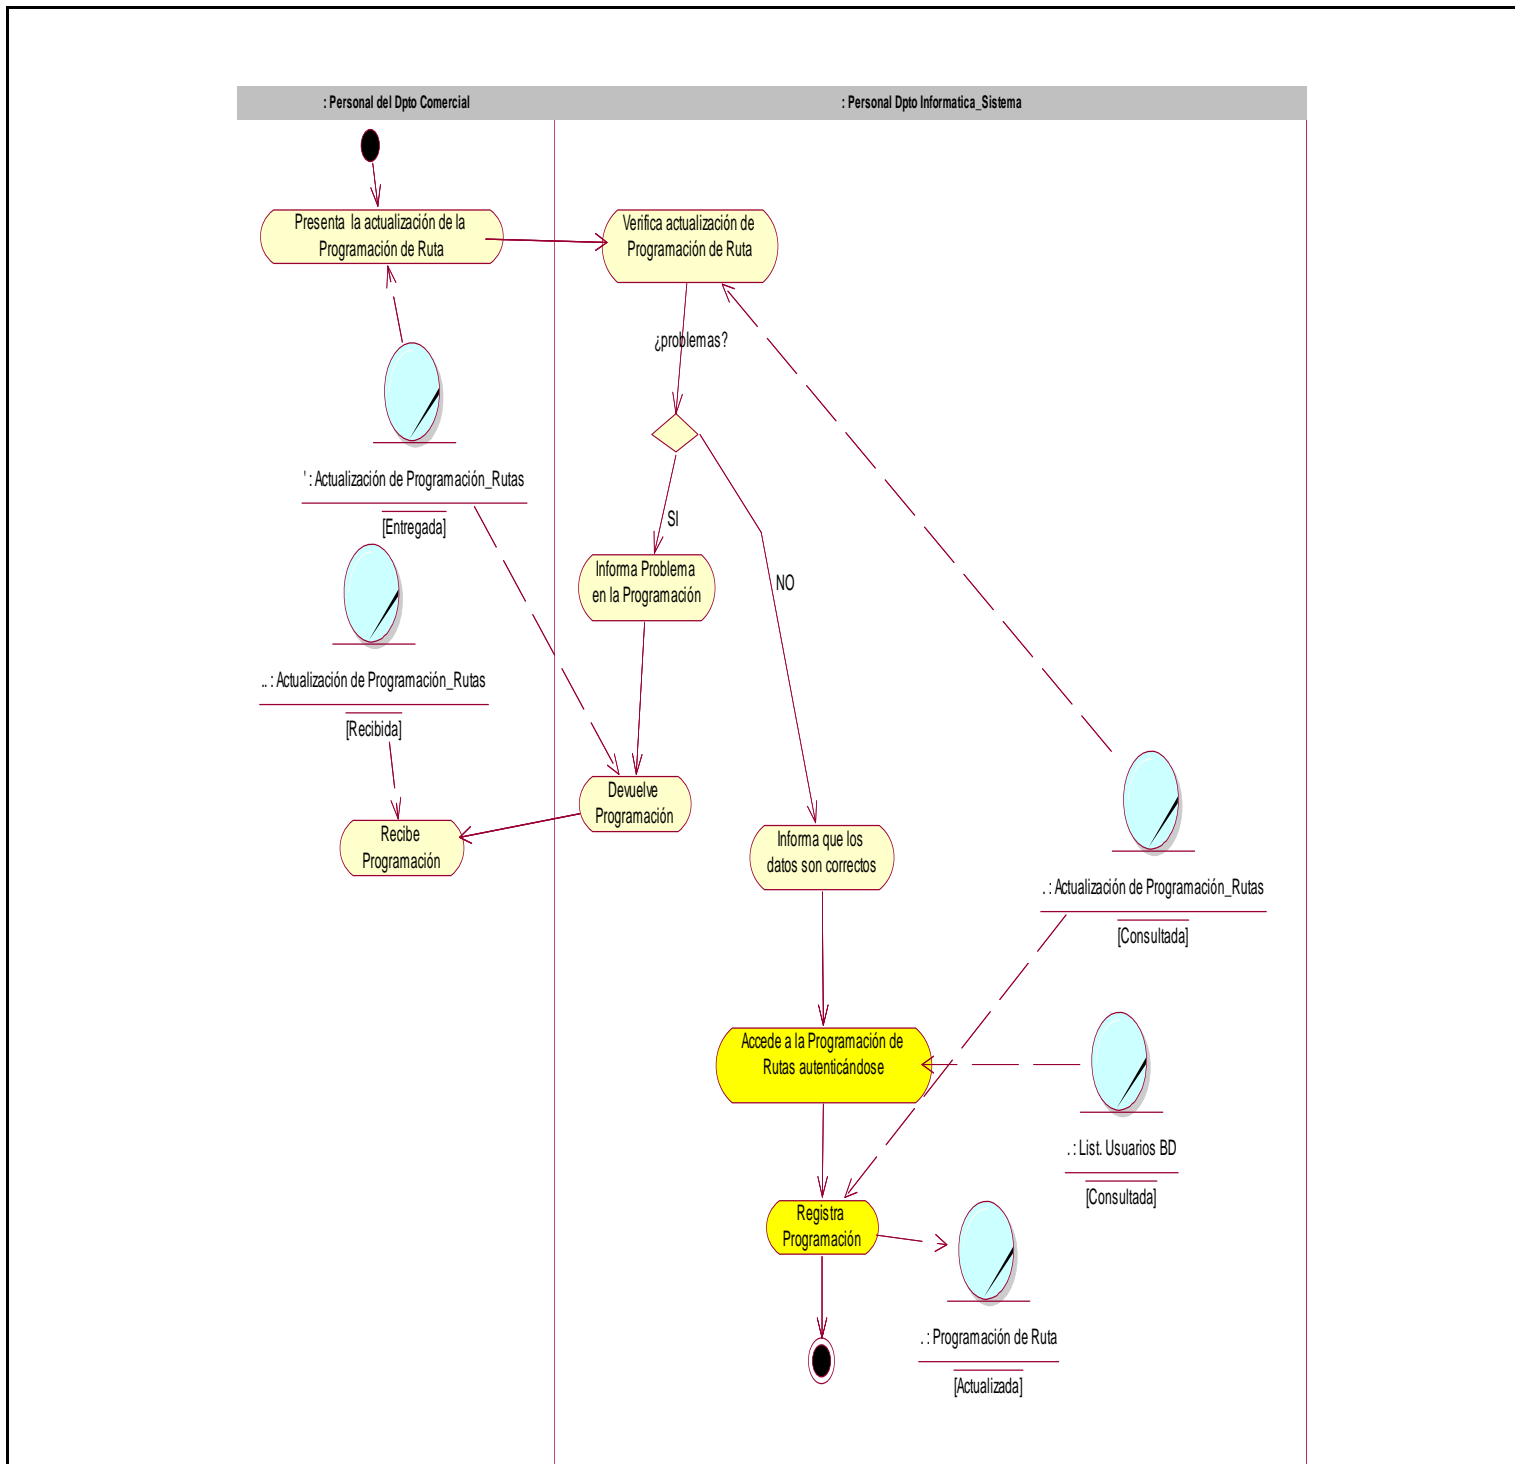 : Personal del Dpto Comercial
: Personal Dpto Informatica_Sistema
Presenta la actualización de la
Programación de Ruta
Verifica actualización de
Programación de Ruta
¿problemas?
' : Actualización de Programación_Rutas
[Entregada]
SI
Informa Problema
en la Programación
NO
.. : Actualización de Programación_Rutas
[Recibida]
Devuelve
Programación
Recibe
Programación
Informa que los
datos son correctos
. : Actualización de Programación_Rutas
[Consultada]
Accede a la Programación de
Rutas autenticándose
. : List. Usuarios BD
[Consultada]
Registra
Programación
. : Programación de Ruta
[Actualizada]